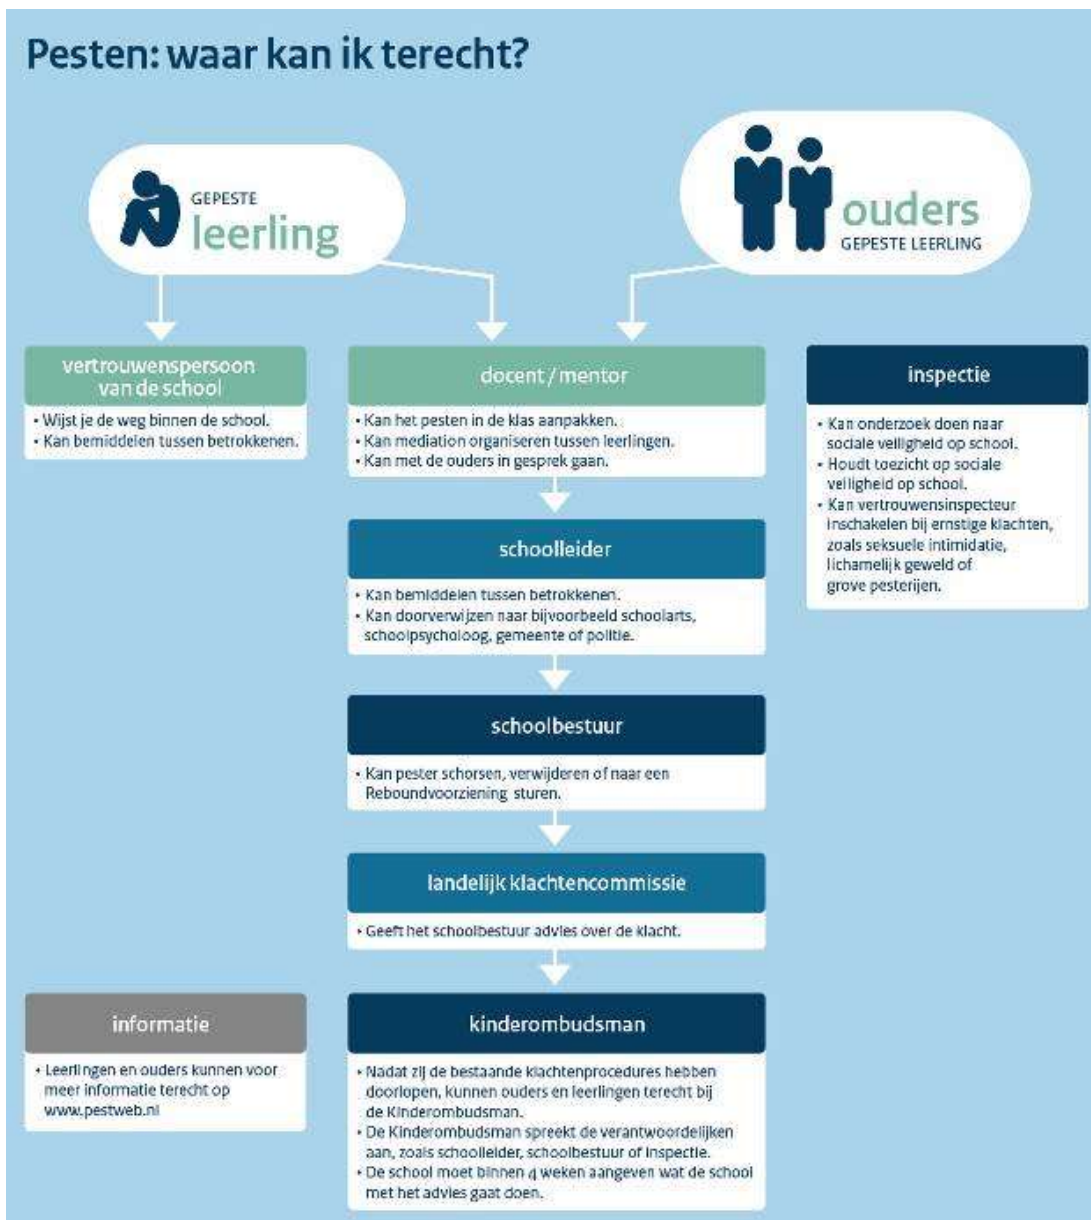 Pesten: waar kan ik terecht?
GEPESTE
leerling
ouders
GEPESTE LEERLING
vertrouwenspersoon
van de school
• Wijst je de weg binnen de school.
• Kan bemiddelen tussen betrokkenen.
docent / mentor
• Kan het pesten in de klas aanpakken.
• Kan mediation organiseren tussen leerlingen.
• Kan met de ouders in gesprek gaan.
inspectie
• Kan onderzoek doen naar
sociale veiligheid op school.
• Houdt toezicht op sociale
veiligheid op school.
• Kan vertrouwensinspecteur
inschakelen bij ernstige klachten,
zoals seksuele intimidatie,
lichamelijk geweld of
grove pesterijen.
schoolleider
• Kan bemiddelen tussen betrokkenen.
• Kan doorverwijzen naar bijvoorbeeld schoolarts,
schoolpsycholoog, gemeente of politie.
schoolbestuur
• Kan pester schorsen, verwijderen of naar een
Reboundvoorziening sturen.
landelijk klachtencommissie
• Geeft het schoolbestuur advies over de klacht.
informatie
• Leerlingen en ouders kunnen voor
meer informatie terecht op
www.pestweb.nl
kinderombudsman
• Nadat zij de bestaande klachtenprocedures hebben
doorlopen, kunnen ouders en leerlingen terecht bij
de Kinderombudsman.
• De Kinderombudsman spreekt de verantwoordelijken
aan, zoals schoolleider, schoolbestuur of inspectie.
• De school moet binnen 4 weken aangeven wat de school
met het advies gaat doen.